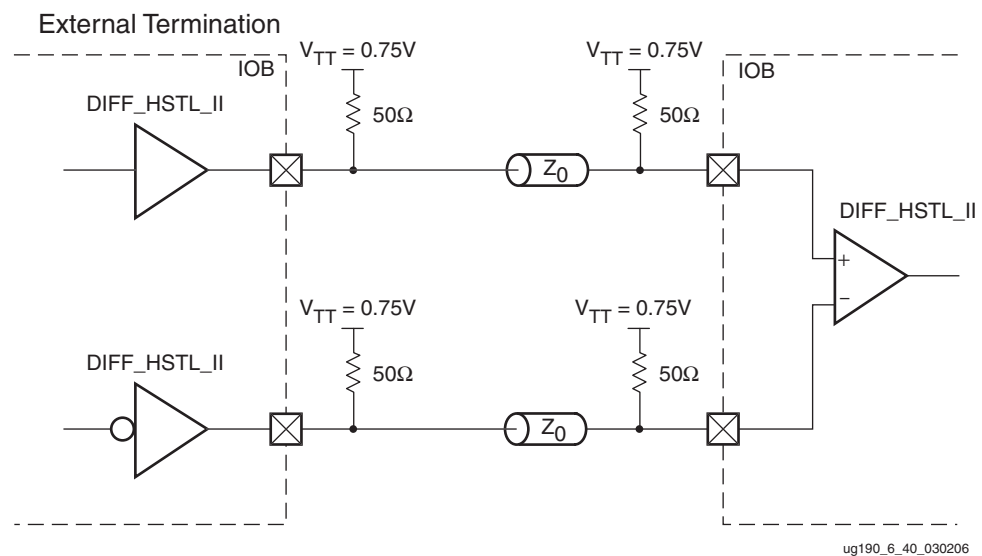 External Termination
IOB
V_TT = 0.75V
V_TT = 0.75V
IOB
DIFF_HSTL_II
50Ω
50Ω
Z_0
DIFF_HSTL_II
+
–
V_TT = 0.75V
V_TT = 0.75V
DIFF_HSTL_II
50Ω
50Ω
Z_0
ug190_6_40_030206